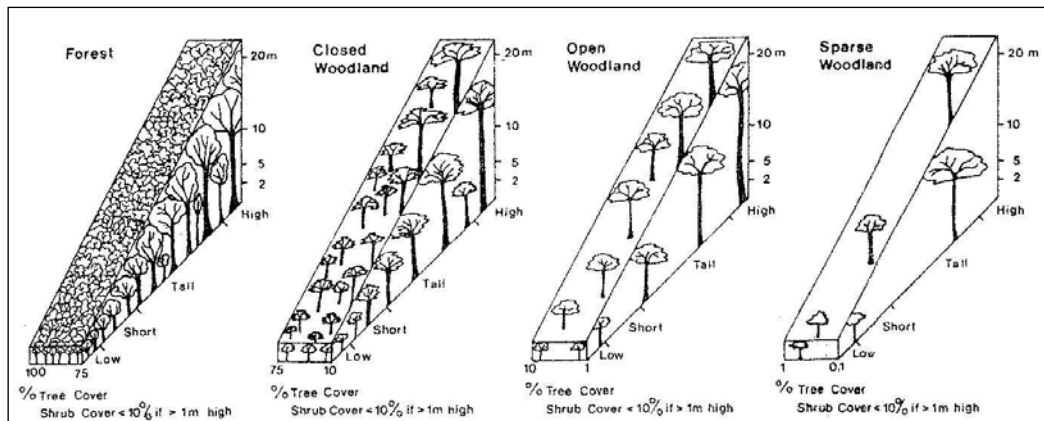 Forest
20 m
10
5
2
High
Tall
Short
Low
100 75
% Tree Cover
Shrub Cover < 10% if > 1m high
Closed
Woodland
20 m
10
5
2
High
Tall
Short
Low
75 10
% Tree Cover
Shrub Cover < 10% if > 1m high
Open
Woodland
20 m
10
5
2
High
Tall
Short
Low
10 1
% Tree Cover
Shrub Cover < 10% if > 1m high
Sparse
Woodland
20 m
10
5
2
High
Tall
Short
Low
1 0,1
% Tree Cover
Shrub Cover < 10% if > 1m high